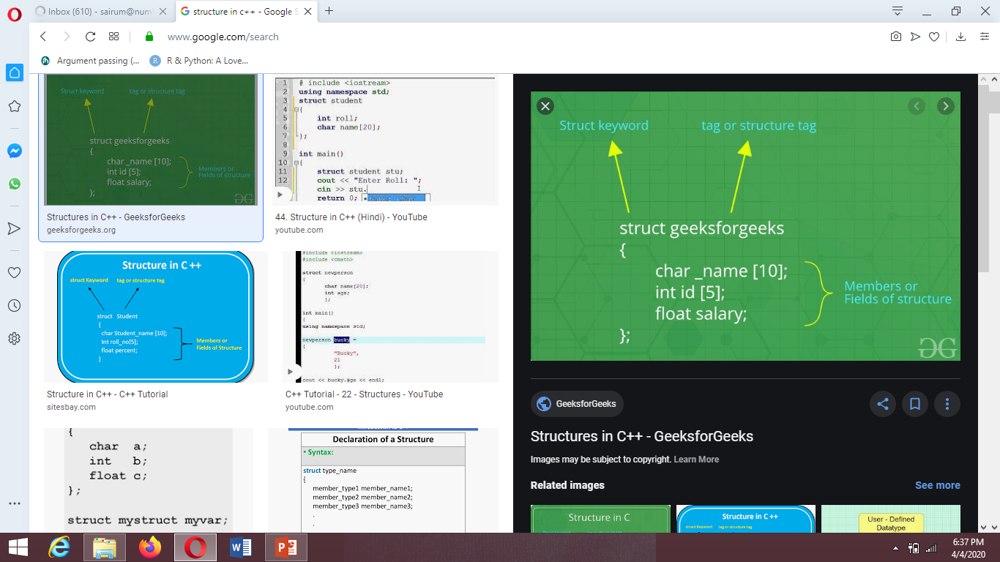 Inbox (610) - sairum@num
structure in c++ - Google S
www.google.com/search
Argument passing (...
R & Python: A Love...
Struct keyword
tag or structure tag
struct geeksforgeeks
{
char _name [10];
int id [5];
float salary;
};
Members or
Fields of structure
Structures in C++ - GeeksforGeeks
geeksforgeeks.org
1 # include <iostream>
2 using namespace std;
3 struct student
4 {
5 int roll;
6 char name[20];
7 };
8
9 int main()
10 {
11 struct student stu;
12 cout << "Enter Roll: ";
cin >> stu.
return 0;
44. Structure in C++ (Hindi) - YouTube
youtube.com
Structure in C ++
struct Keyword
tag or structure tag
struct Student
{
char Student_name [10];
Int roll_no[5];
float percent;
}
Members or
Fields of Structure
Structure in C++ - C++ Tutorial
sitesbay.com
#include <iostream>
#include <cmath>
struct newperson
{
char name[20];
int age;
};
int main()
{
using namespace std;
newperson bucky =
{
"Bucky",
21
};
cout << bucky.age << endl;
C++ Tutorial - 22 - Structures - YouTube
youtube.com
{
char a;
int b;
float c;
};
struct mystruct myvar;
Declaration of a Structure
• Syntax:
struct type_name
{
member_type1 member_name1;
member_type2 member_name2;
member_type3 member_name3;
.
.
Struct keyword
tag or structure tag
struct geeksforgeeks
{
char _name [10];
int id [5];
float salary;
};
Members or
Fields of structure
GeeksforGeeks
Structures in C++ - GeeksforGeeks
Images may be subject to copyright. Learn More
Related images
See more
Structure in C
Structure in C ++
struct Keyword
tag or structure tag
User - Defined
Datatype
6:37 PM
4/4/2020